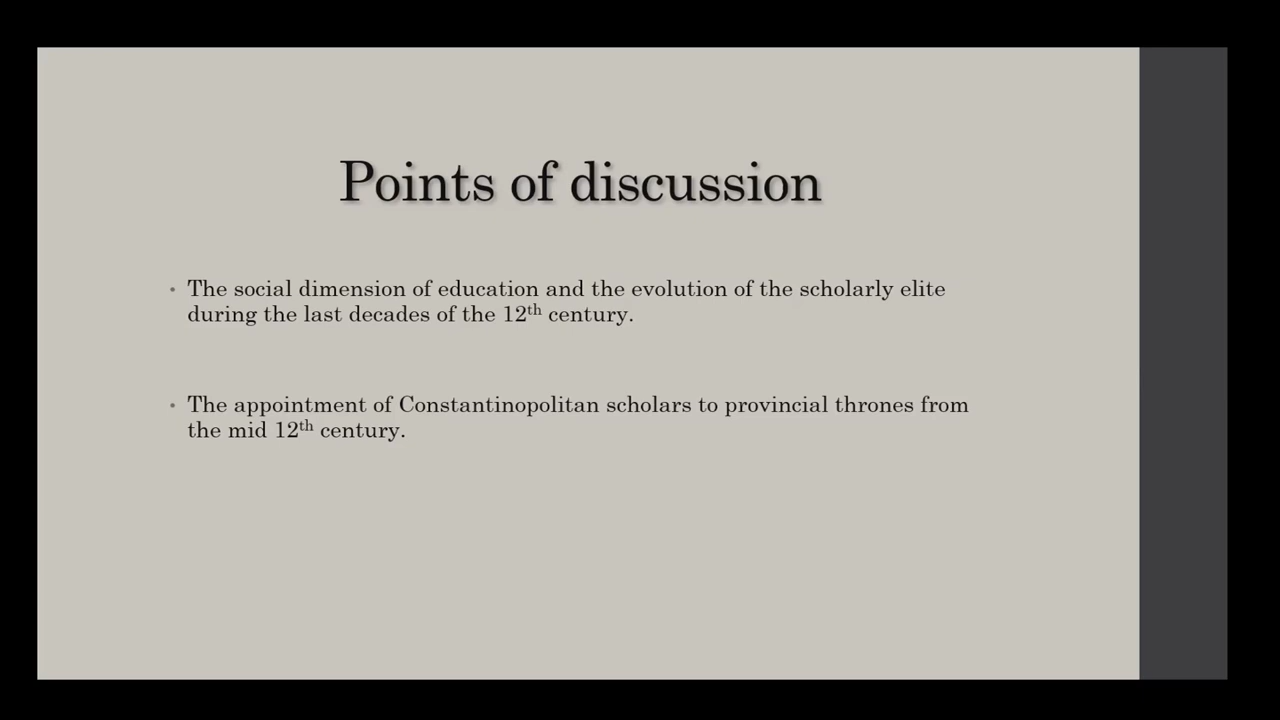 Points of discussion
• The social dimension of education and the evolution of the scholarly elite
during the last decades of the 12th century.
• The appointment of Constantinopolitan scholars to provincial thrones from
the mid 12th century.